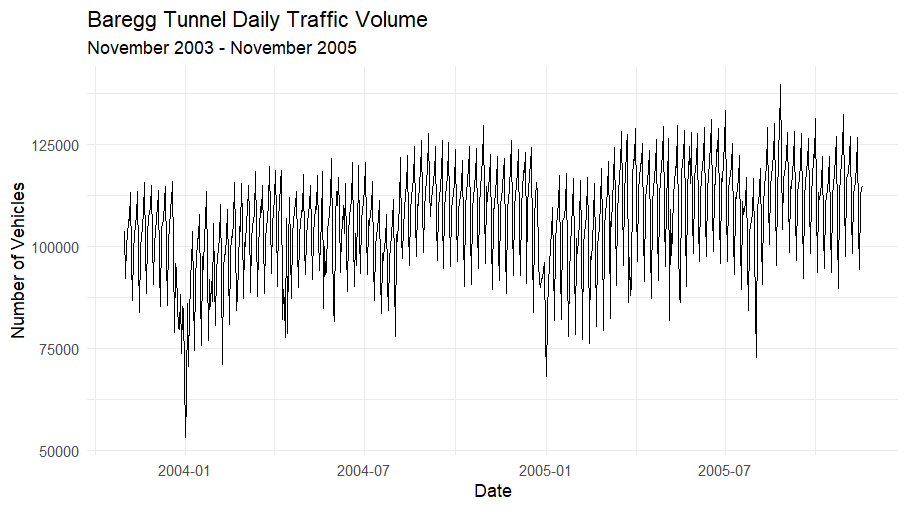 Baregg Tunnel Daily Traffic Volume
November 2003 - November 2005
Number of Vehicles
125000
100000
75000
50000
2004-01 2004-07 2005-01 2005-07
Date